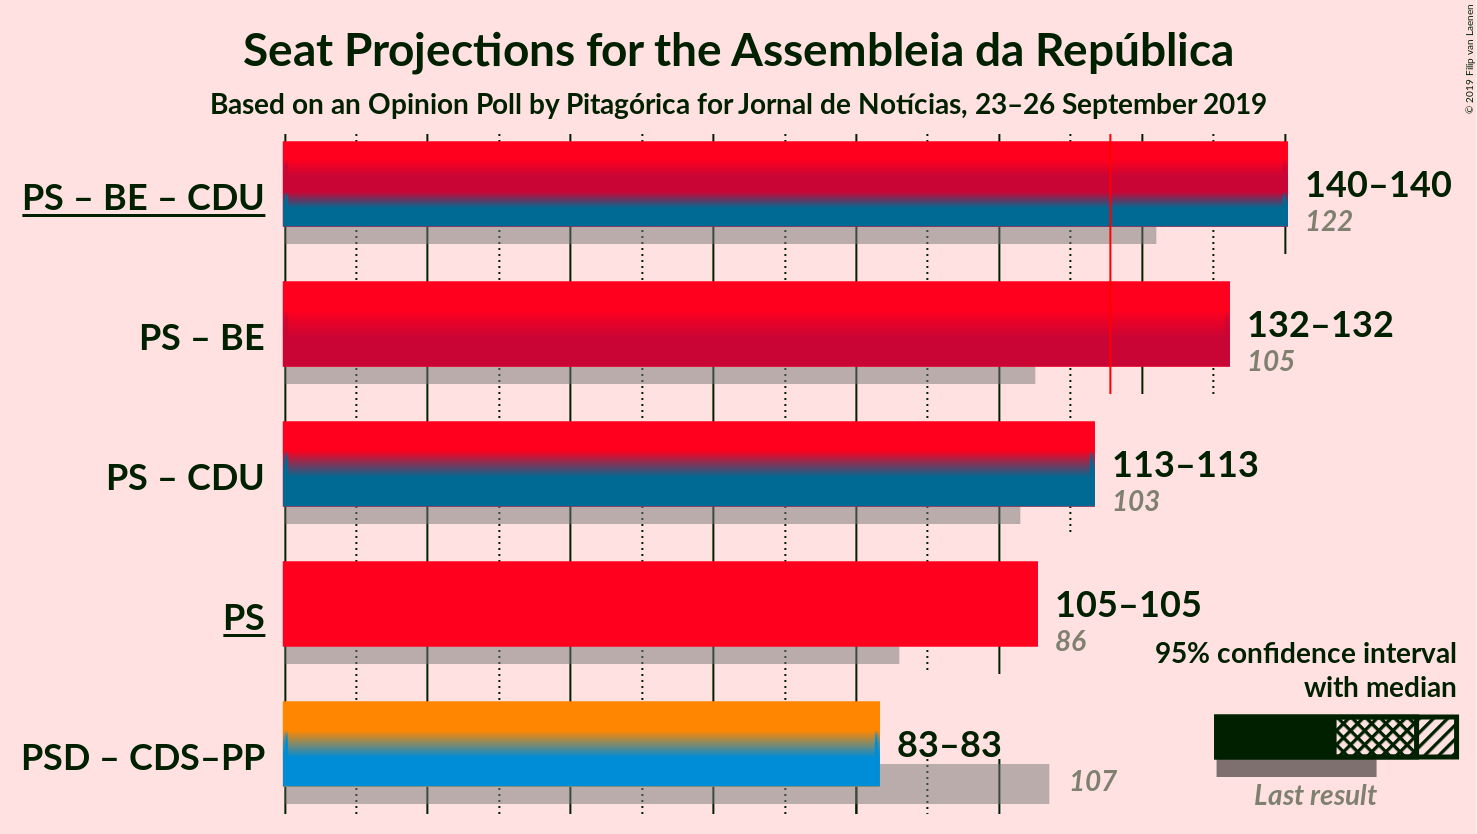 Seat Projections for the Assembleia da República
Based on an Opinion Poll by Pitagórica for Jornal de Notícias, 23–26 September 2019
© 2019 Filip van Laenen
PS – BE – CDU
140–140
122
PS – BE
132–132
105
PS – CDU
113–113
103
PS
105–105
86
PSD – CDS–PP
83–83
107
95% confidence interval
with median
Last result